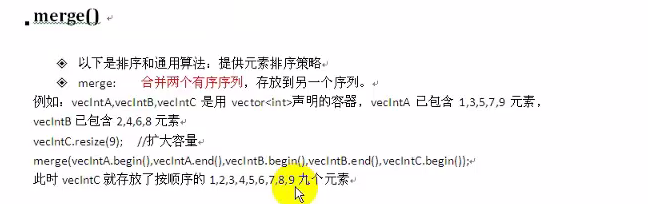 merge()
以下是排序和通用算法：提供元素排序策略
merge: 合并两个有序序列，存放到另一个序列。
例如：vecIntA,vecIntB,vecIntC 是用 vector<int>声明的容器，vecIntA 已包含 1,3,5,7,9 元素，
vecIntB 已包含 2,4,6,8 元素
vecIntC.resize(9); //扩大容量
merge(vecIntA.begin(),vecIntA.end(),vecIntB.begin(),vecIntB.end(),vecIntC.begin());
此时 vecIntC 就存放了按顺序的 1,2,3,4,5,6,7,8,9 九个元素